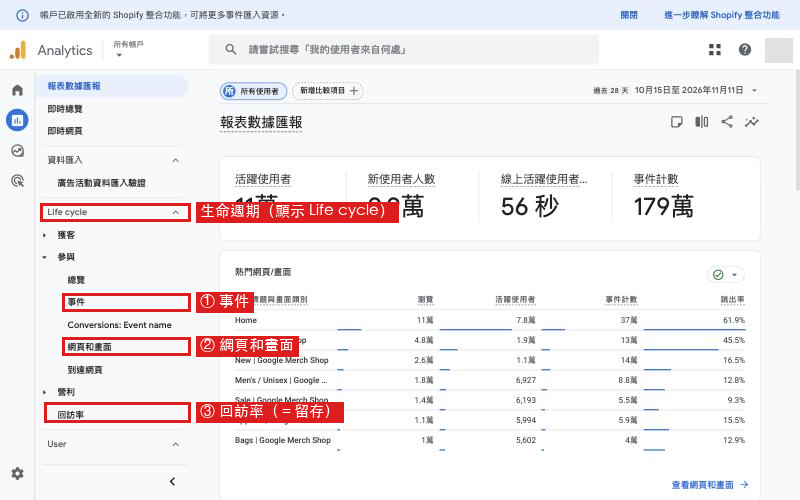 帳戶已啟用全新的 Shopify 整合功能，可將更多事件匯入資源。
關閉
進一步瞭解 Shopify 整合功能
Analytics
所有帳戶
請嘗試搜尋「我的使用者來自何處」
報表數據匯報
即時總覽
即時網頁
資料匯入
廣告活動資料匯入驗證
Life cycle
生命週期（顯示 Life cycle）
獲客
參與
總覽
事件
① 事件
Conversions: Event name
網頁和畫面
② 網頁和畫面
到達網頁
營利
回訪率
③ 回訪率（ = 留存）
User
所
所有使用者
新增比較項目
過去 28 天
10月15日至 2026年11月11日
報表數據匯報
活躍使用者
新使用者人數
線上活躍使用者...
事件計數
萬
56 秒
179萬
熱門網頁/畫面
標題與畫面類別
瀏覽
活躍使用者
事件計數
跳出率
Home
11萬
7.8萬
37萬
61.9%
4.8萬
1.9萬
13萬
45.5%
New | Google Merch Shop
2.6萬
1.1萬
14萬
16.5%
Men's / Unisex | Google ...
1.8萬
6,927
8.8萬
12.8%
Sale | Google Merch Shop
1.4萬
6,193
5.5萬
9.3%
1.1萬
5,994
5.9萬
15.5%
Bags | Google Merch Shop
1萬
5,602
4萬
12.9%
查看網頁和畫面